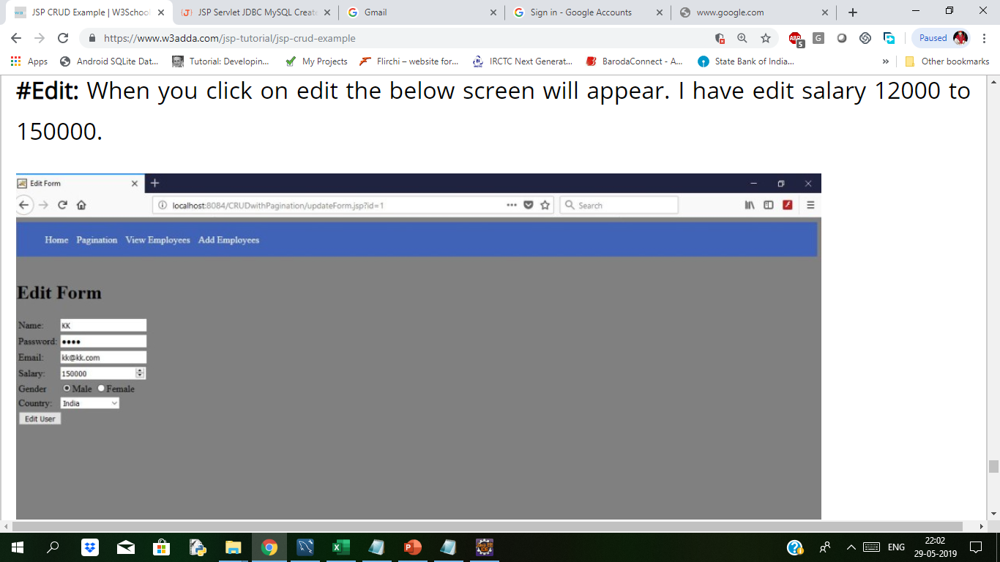 JSP CRUD Example | W3School
JSP Servlet JDBC MySQL Create
Gmail
Sign in - Google Accounts
www.google.com
https://www.w3adda.com/jsp-tutorial/jsp-crud-example
ABP
5
G
Paused
Apps
Android SQLite Dat...
Tutorial: Developin...
My Projects
Flirchi – website for...
IRCTC Next Generat...
BarodaConnect - A...
State Bank of India...
»
Other bookmarks
#Edit: When you click on edit the below screen will appear. I have edit salary 12000 to
150000.
Edit Form
localhost:8084/CRUDwithPagination/updateForm.jsp?id=1
Search
Home Pagination View Employees Add Employees
Edit Form
Name: KK
Password: ••••
Email: kk@kk.com
Salary: 150000
Gender Male Female
Country: India
Edit User
ENG
22:02
29-05-2019